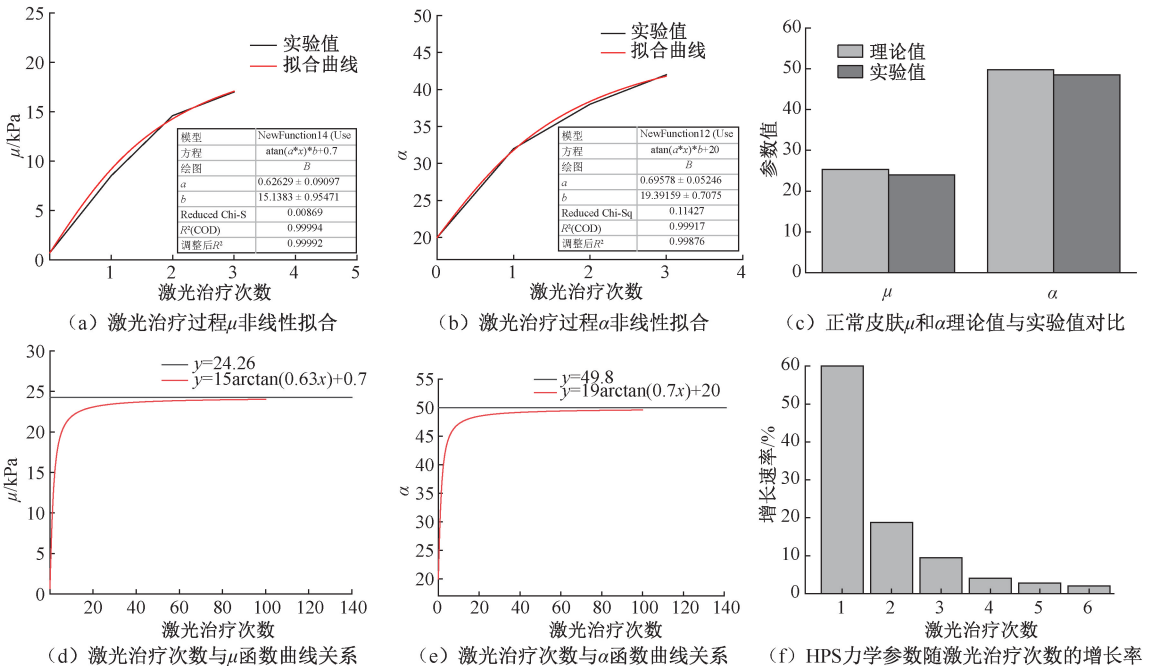 25
20
15
10
5
0
μ/kPa
实验值
拟合曲线
模型 NewFunction14 (Use
方程 atan(a*x)*b+0.7
绘图 B
a 0.62629 ± 0.09097
b 15.1383 ± 0.95471
Reduced Chi-S 0.00869
R²(COD) 0.99994
调整后R² 0.99992
1 2 3 4 5
激光治疗次数
(a)激光治疗过程μ非线性拟合
50
45
40
35
30
25
20
α
实验值
拟合曲线
模型 NewFunction12 (Use
方程 atan(a*x)*b+20
绘图 B
a 0.69578 ± 0.05246
b 19.39159 ± 0.7075
Reduced Chi-Sq 0.11427
R²(COD) 0.99917
调整后R² 0.99876
0 1 2 3 4
激光治疗次数
(b)激光治疗过程α非线性拟合
60
50
40
30
20
10
0
参数值
理论值
实验值
μ α
(c)正常皮肤μ和α理论值与实验值对比
30
25
20
15
10
5
0
μ/kPa
y=24.26
y=15arctan(0.63x)+0.7
20 40 60 80 100 120 140
激光治疗次数
(d)激光治疗次数与μ函数曲线关系
55
50
45
40
35
30
25
20
α
y=49.8
y=19arctan(0.7x)+20
0 20 40 60 80 100 120 140
激光治疗次数
(e)激光治疗次数与α函数曲线关系
60
50
40
30
20
10
0
增长速率/%
1 2 3 4 5 6
激光治疗次数
(f)HPS力学参数随激光治疗次数的增长率